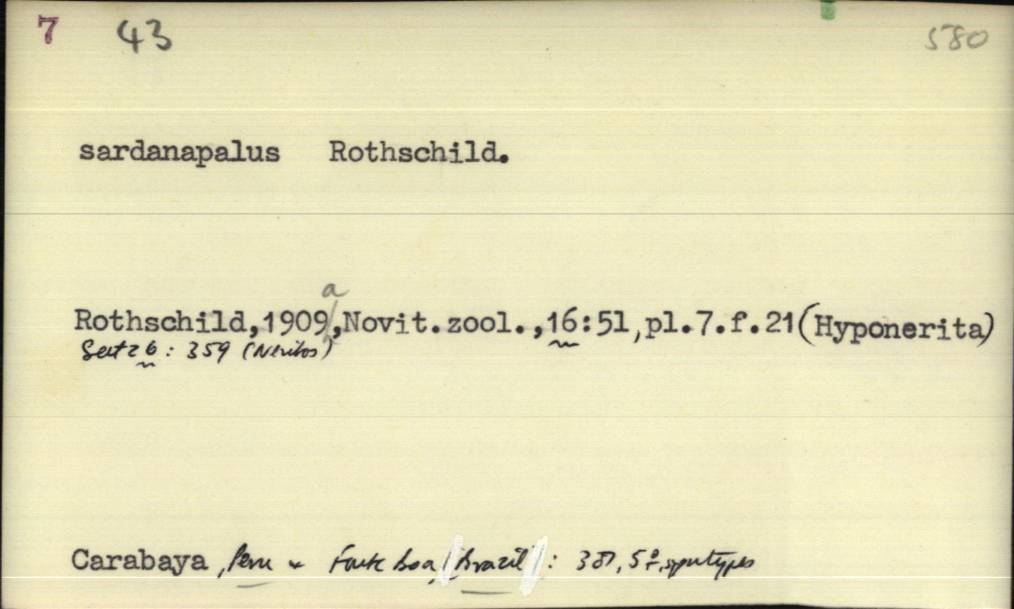 7 43 580
sardanapalus Rothschild.
Rothschild,1909a,Novit.zool.,16:51,pl.7.f.21(Hyponerita)
Seitz 6: 359 (Neritos)
Carabaya, Peru & Fonte Boa, (Brazil): 3♂, 5♀, syntypes